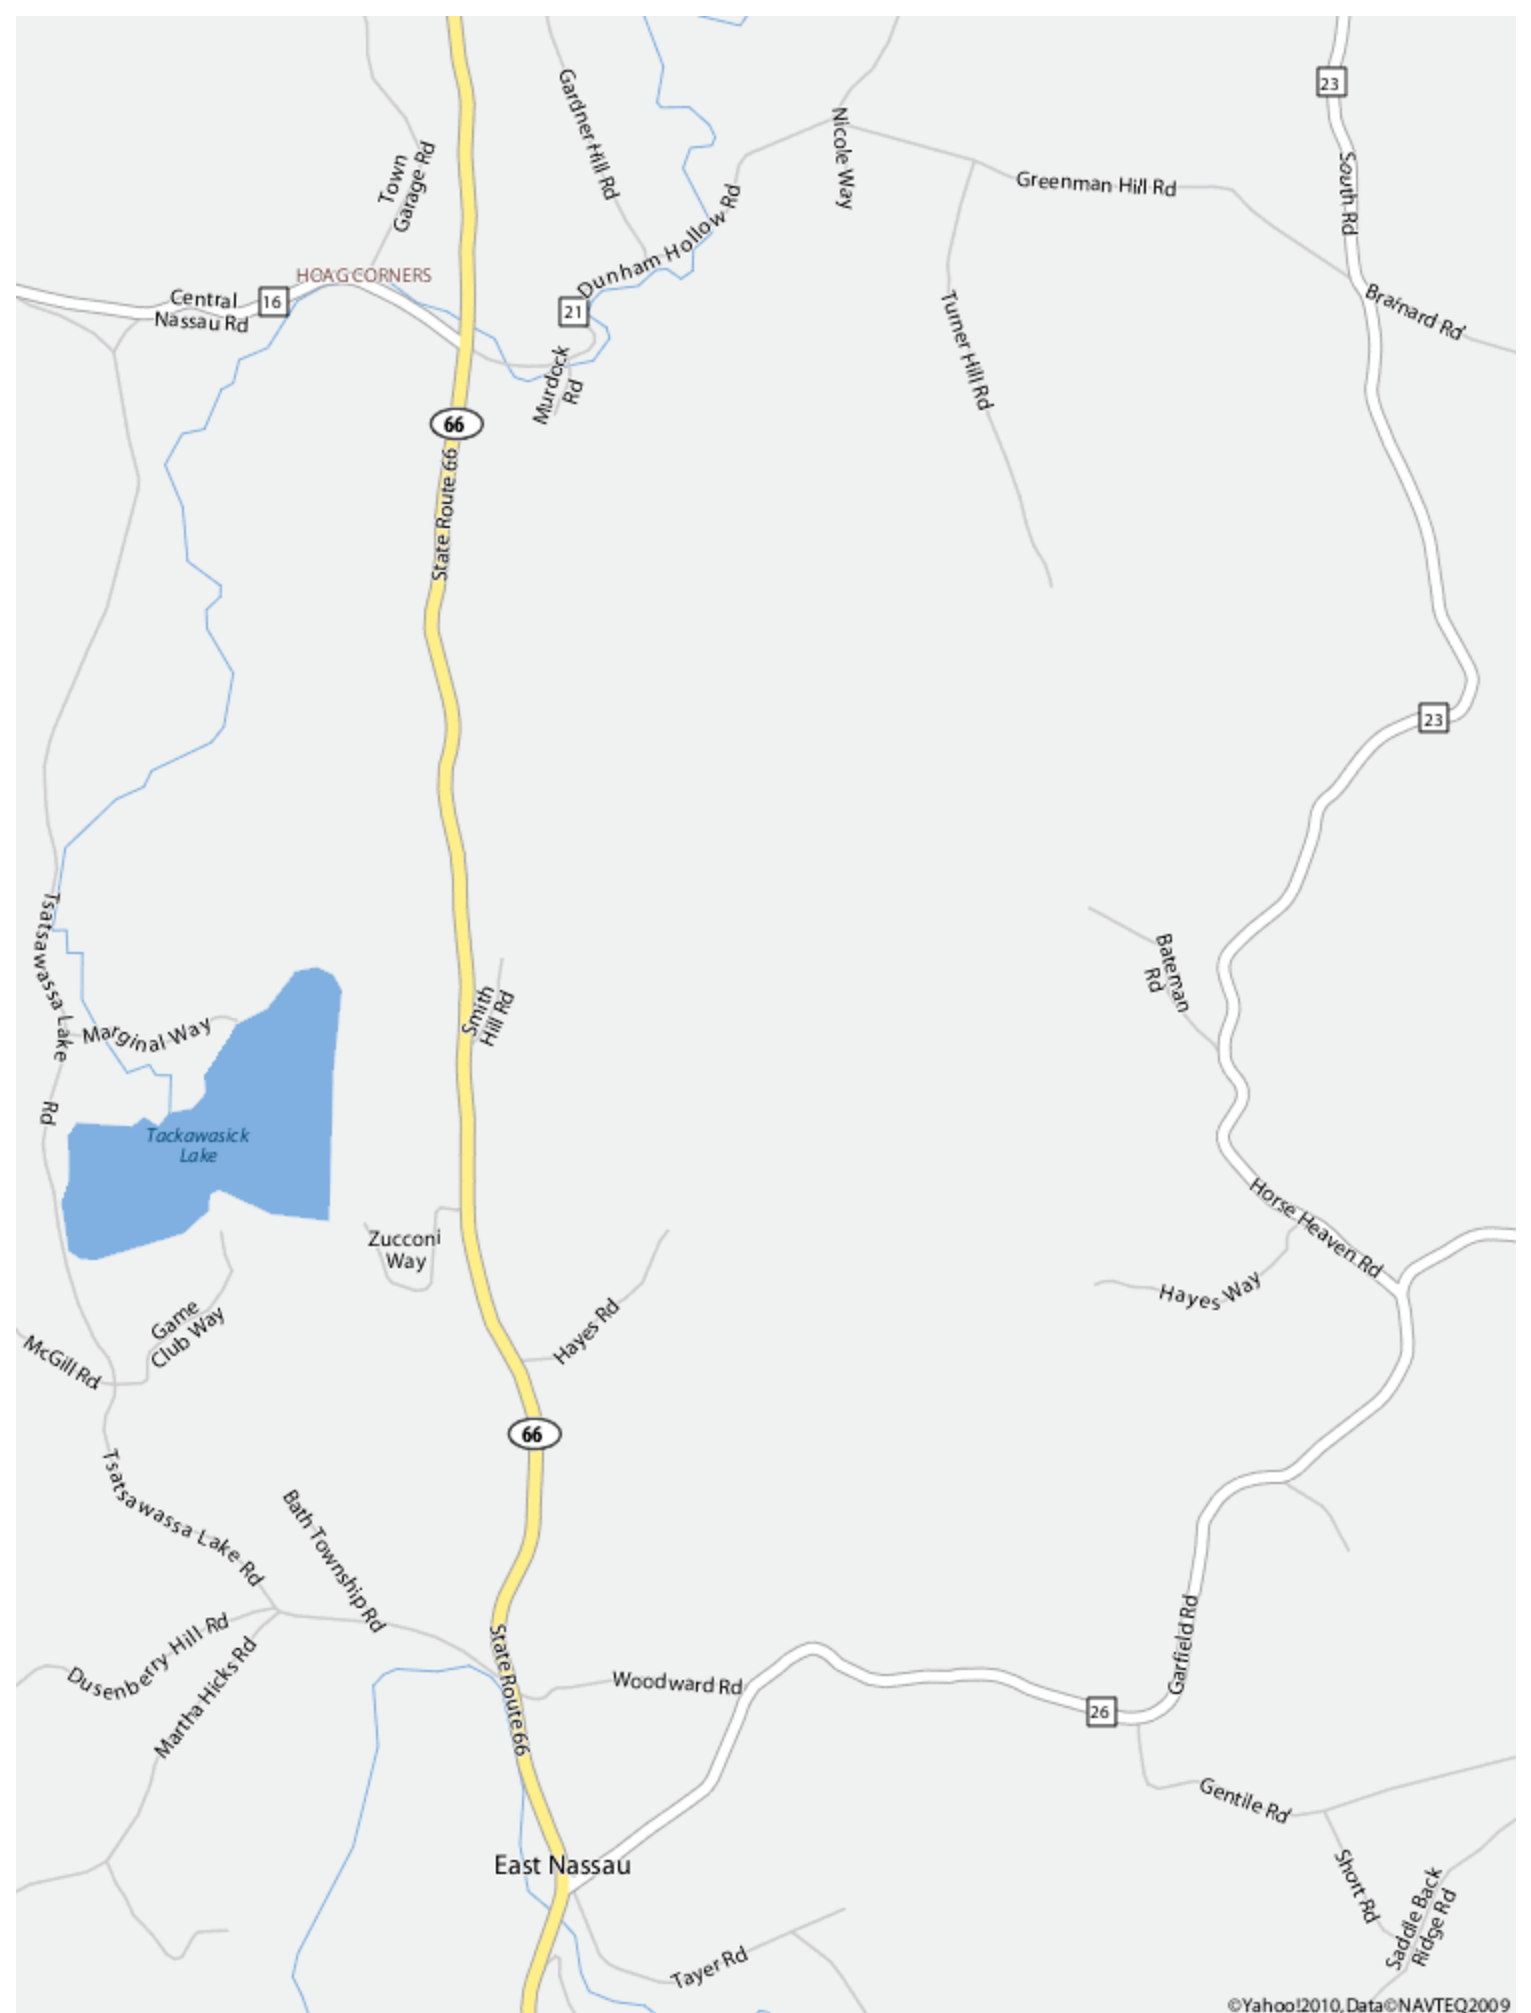 23
Gardner Hill Rd
Nicole Way
Town
Garage Rd
South Rd
Greenman Hill Rd
Dunham Hollow Rd
HOAG CORNERS
Central
Nassau Rd
16
21
Brainard Rd
Turner Hill Rd
Murdock
Rd
66
State Route 66
23
Tsatsawassa Lake Rd
Bateman
Rd
Smith
Hill Rd
Marginal Way
Tackawasick
Lake
Horse Heaven Rd
Zucconi
Way
Hayes Way
Game
Club Way
Hayes Rd
McGill Rd
66
Tsatsawassa Lake Rd
Bath Township Rd
Garfield Rd
Dusenberry Hill Rd
Martha Hicks Rd
State Route 66
Woodward Rd
26
Gentile Rd
East Nassau
Short Rd
Saddle Back
Ridge Rd
Tayer Rd
©Yahoo!2010, Data©NAVTEQ2009